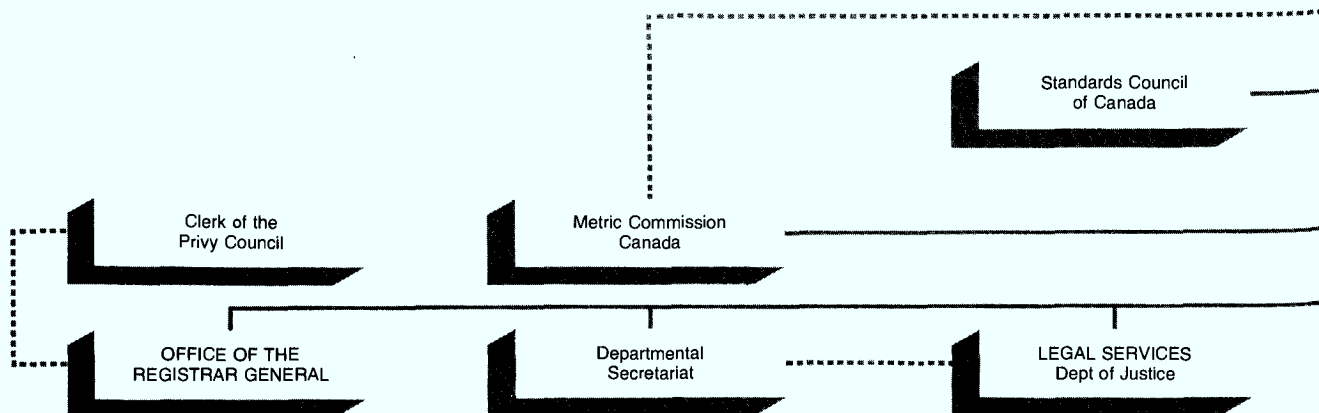 Standards Council
of Canada
Clerk of the
Privy Council
Metric Commission
Canada
OFFICE OF THE
REGISTRAR GENERAL
Departmental
Secretariat
LEGAL SERVICES
Dept of Justice